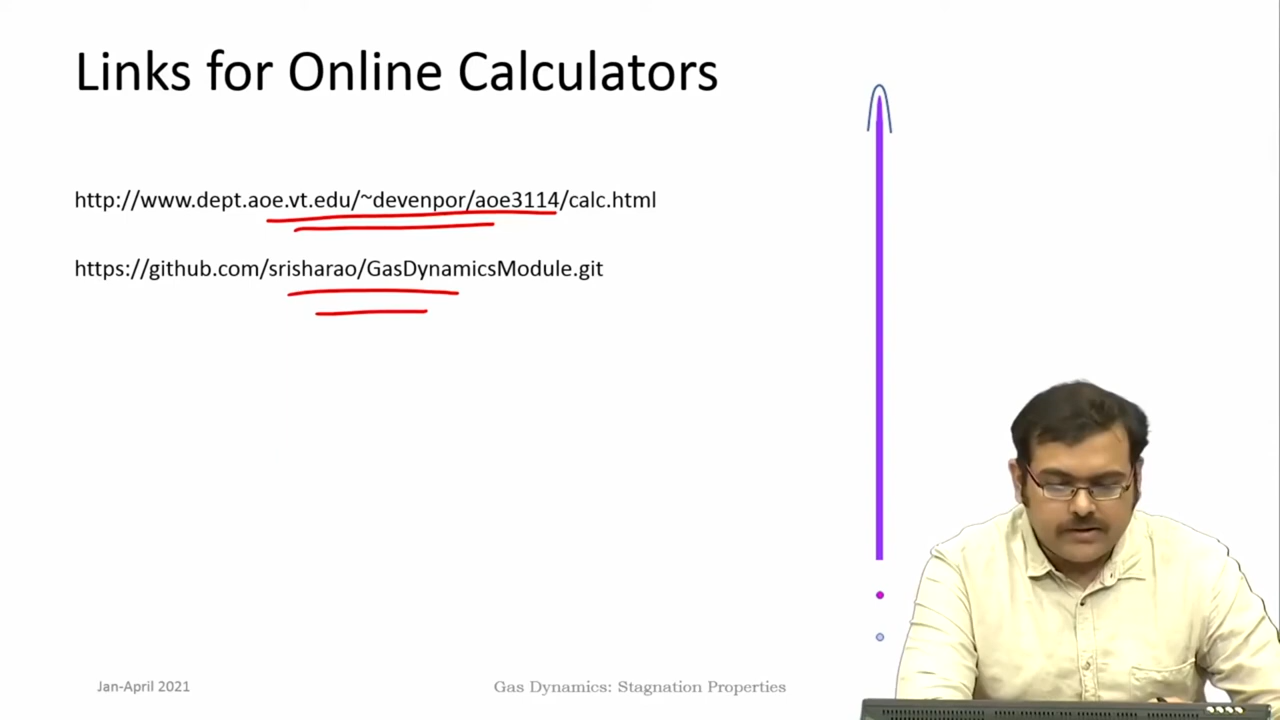 Links for Online Calculators
http://www.dept.aoe.vt.edu/~devenpor/aoe3114/calc.html
https://github.com/srisharao/GasDynamicsModule.git
Jan-April 2021
Gas Dynamics: Stagnation Properties